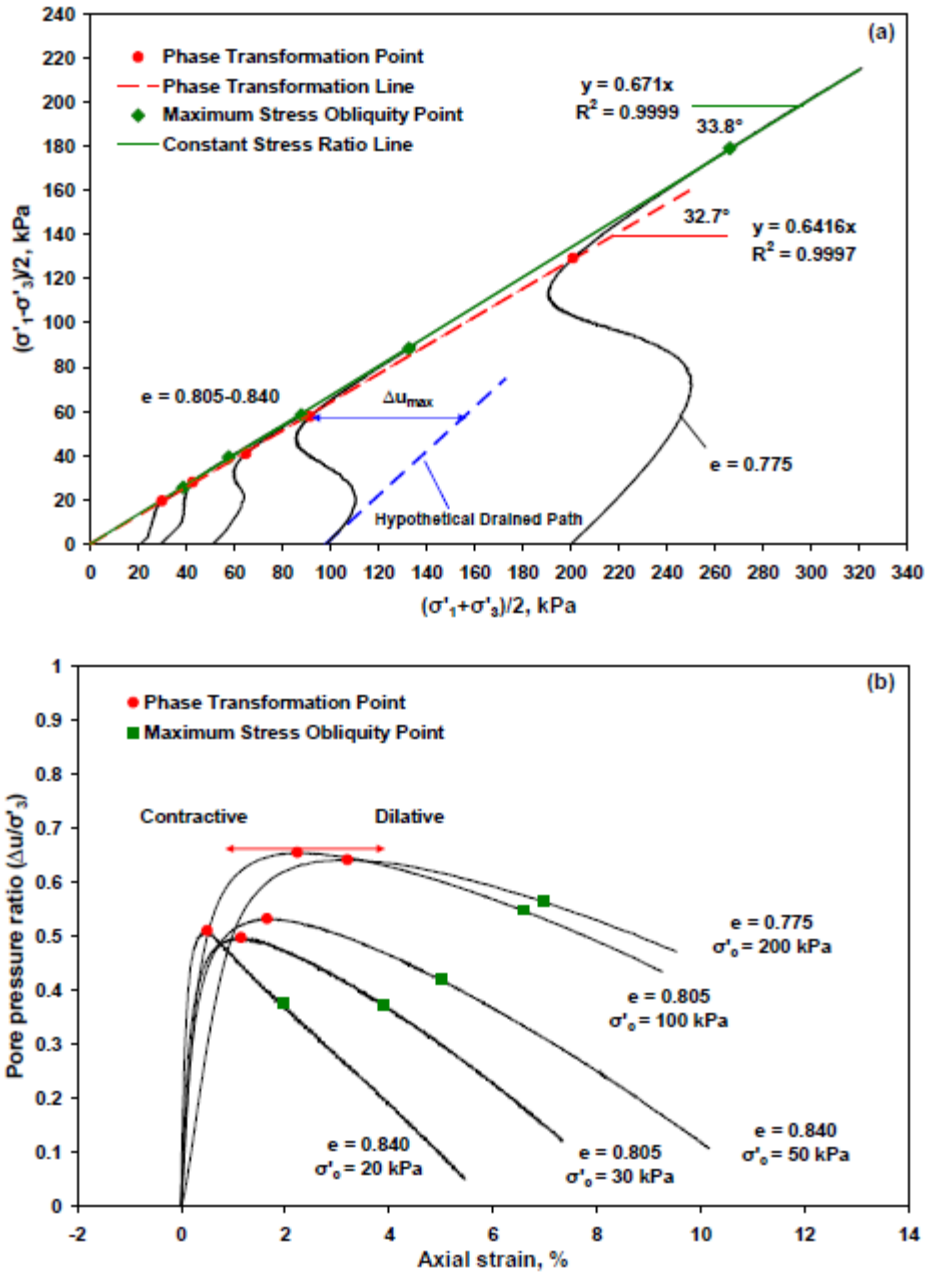 (a)
240
220
200
180
160
140
120
100
80
60
40
20
0
(σ'₁-σ'₃)/2, kPa
Phase Transformation Point
Phase Transformation Line
Maximum Stress Obliquity Point
Constant Stress Ratio Line
y = 0.671x
R² = 0.9999
33.8°
32.7°
y = 0.6416x
R² = 0.9997
e = 0.805-0.840
Δuₘₐₓ
e = 0.775
Hypothetical Drained Path
0 20 40 60 80 100 120 140 160 180 200 220 240 260 280 300 320 340
(σ'₁+σ'₃)/2, kPa
(b)
1
0.9
0.8
0.7
0.6
0.5
0.4
0.3
0.2
0.1
0
Pore pressure ratio (Δu/σ'₃)
Phase Transformation Point
Maximum Stress Obliquity Point
Contractive Dilative
e = 0.775
σ'ₒ = 200 kPa
e = 0.805
σ'ₒ = 100 kPa
e = 0.840
σ'ₒ = 50 kPa
e = 0.805
σ'ₒ = 30 kPa
e = 0.840
σ'ₒ = 20 kPa
-2 0 2 4 6 8 10 12 14
Axial strain, %